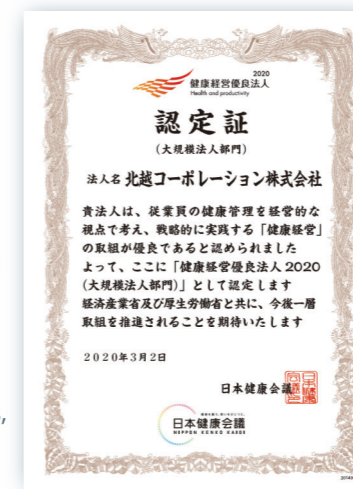 2020
健康経営優良法人
Health and productivity
認定証
(大規模法人部門)
法人名 北越コーポレーション株式会社
貴法人は、従業員の健康管理を経営的な
視点で考え、戦略的に実践する「健康経営」
の取組が優良であると認められました
よって、ここに「健康経営優良法人2020
(大規模法人部門)」として認定します
経済産業省及び厚生労働省と共に、今後一層
取組を推進されることを期待いたします
2020年3月2日
日本健康会議
日本健康会議
NIPPON KENKO KAIGI